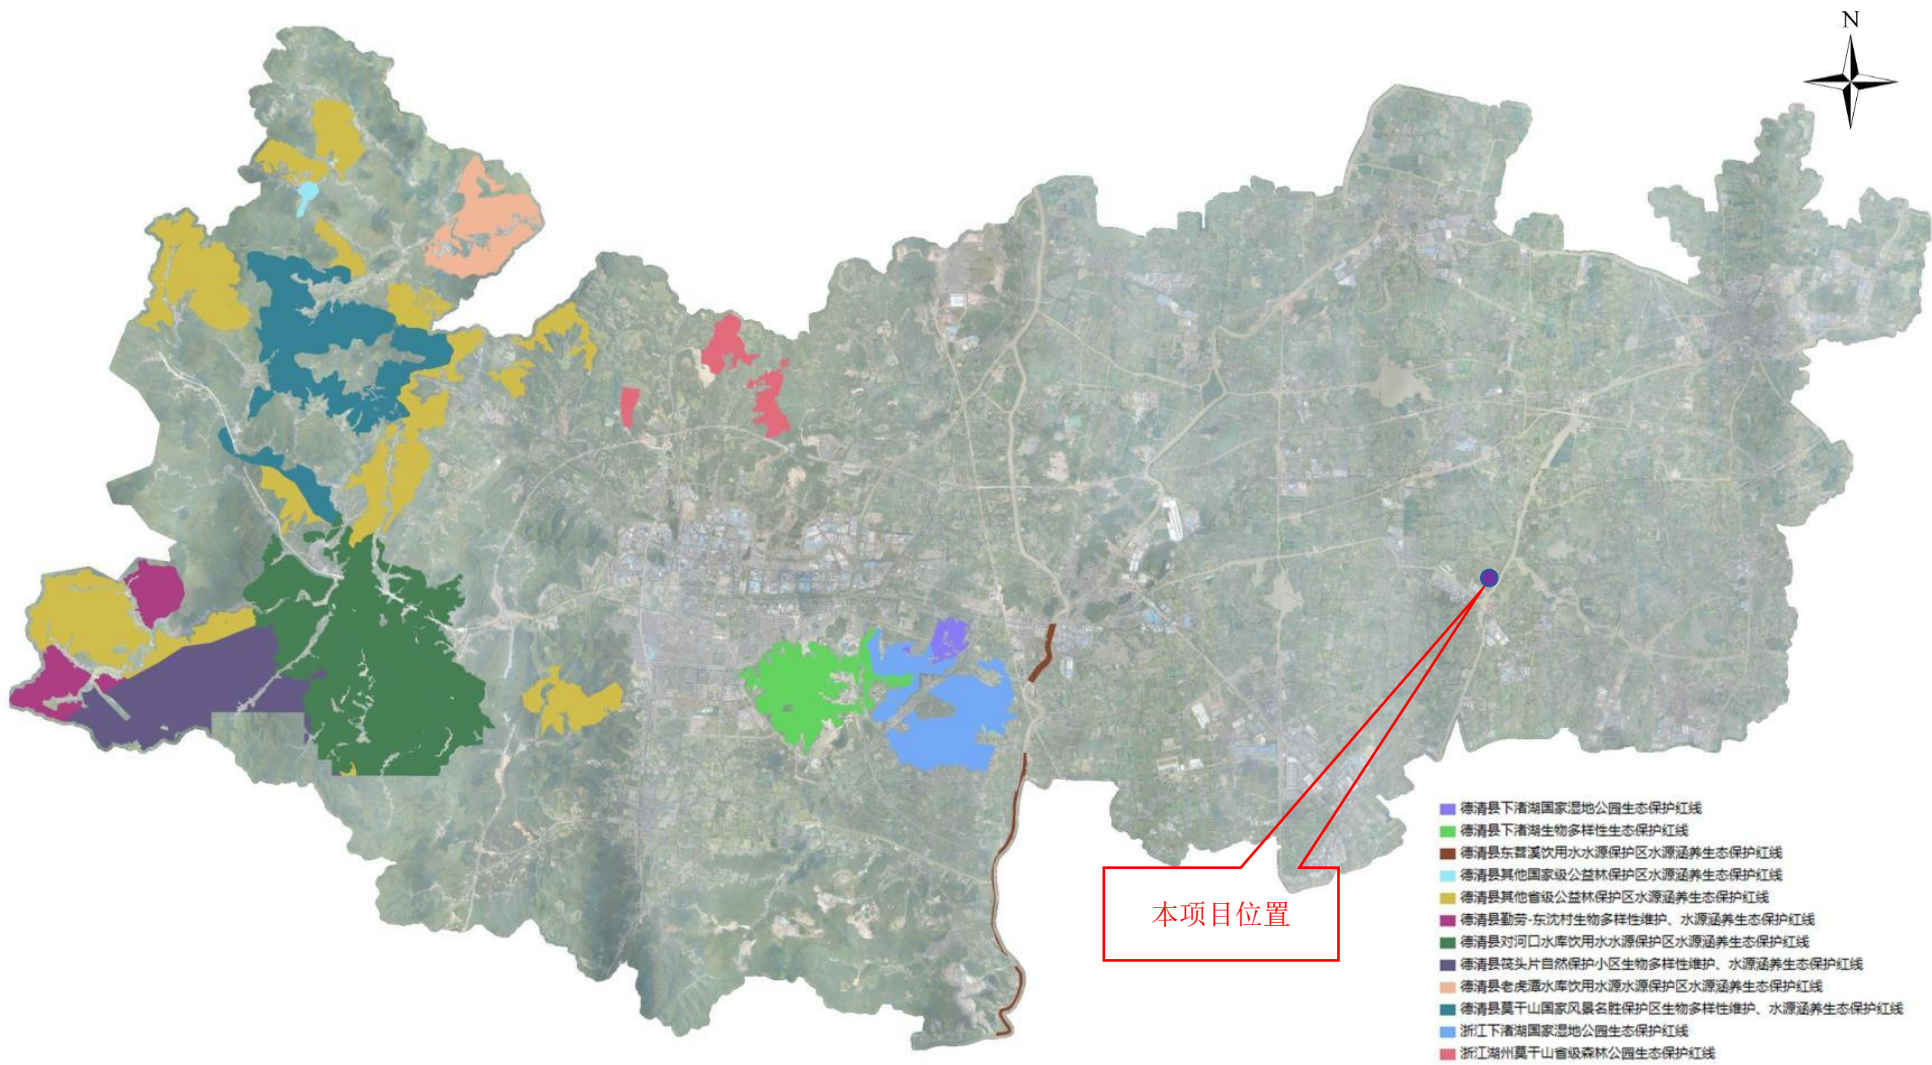 N
本项目位置
德清县下渚湖国家湿地公园生态保护红线
德清县下渚湖生物多样性生态保护红线
德清县东苕溪饮用水水源保护区水源涵养生态保护红线
德清县其他国家级公益林保护区水源涵养生态保护红线
德清县其他省级公益林保护区水源涵养生态保护红线
德清县勤劳-东沈村生物多样性维护、水源涵养生态保护红线
德清县对河口水库饮用水水源保护区水源涵养生态保护红线
德清县筏头片自然保护小区生物多样性维护、水源涵养生态保护红线
德清县老虎潭水库饮用水源水源保护区水源涵养生态保护红线
德清县莫干山国家风景名胜保护区生物多样性维护、水源涵养生态保护红线
浙江下渚湖国家湿地公园生态保护红线
浙江湖州莫干山省级森林公园生态保护红线